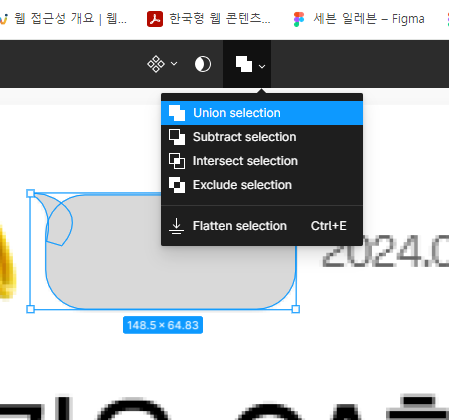 웹 접근성 개요 | 웹... 한국형 웹 콘텐츠... 세븐 일레븐 – Figma
Union selection
Subtract selection
Intersect selection
Exclude selection
Flatten selection Ctrl+E
2024.0
148.5 × 64.83